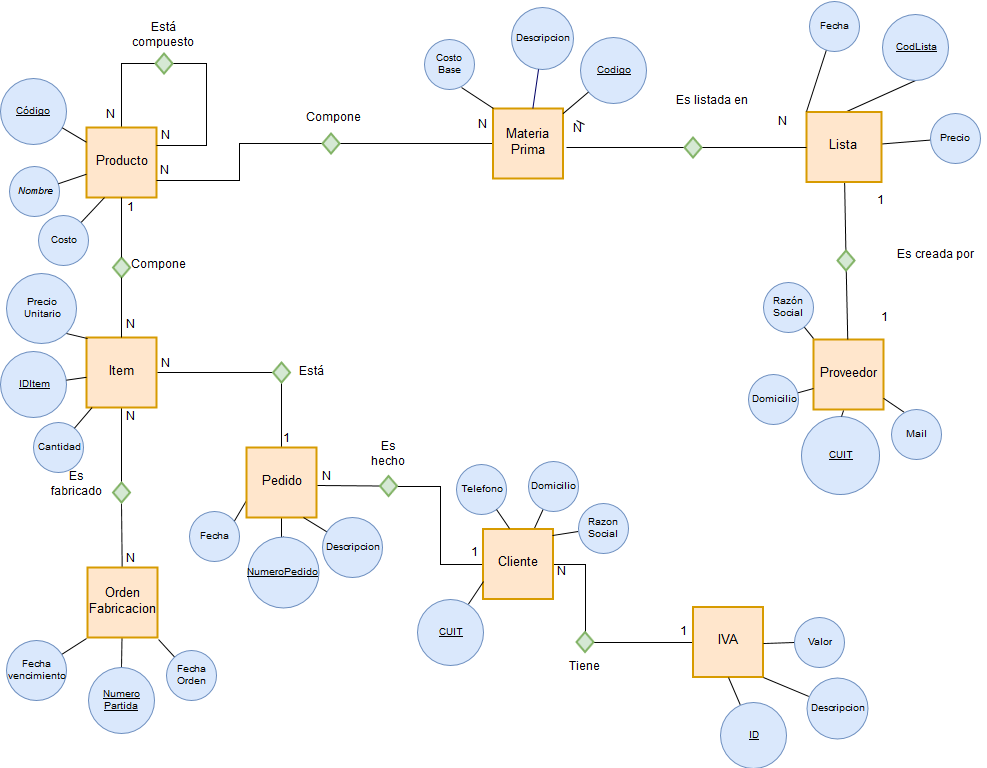 Está
compuesto
N
N
Código
Producto
Nombre
Costo
N
1
Compone
N
Costo
Base
Descripcion
Codigo
Materia
Prima
N
Es listada en
N
Fecha
CodLista
Precio
Lista
1
Es creada por
1
Razón
Social
Proveedor
Domicilio
CUIT
Mail
Compone
N
Precio
Unitario
Item
IDItem
Cantidad
N
N
Está
1
Es
fabricado
N
Orden
Fabricacion
Fecha
vencimiento
Numero
Partida
Fecha
Orden
Pedido
Fecha
NumeroPedido
Descripcion
N
Es
hecho
1
Telefono
Domicilio
Razon
Social
Cliente
CUIT
N
Tiene
1
IVA
Valor
Descripcion
ID